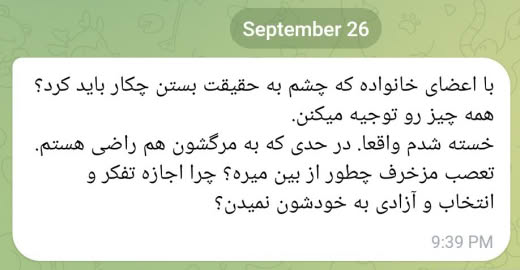 September 26
با اعضای خانواده که چشم به حقیقت بستن چکار باید کرد؟
همه چیز رو توجیه میکنن.
خسته شدم واقعا. در حدی که به مرگشون هم راضی هستم.
تعصب مزخرف چطور از بین میره؟ چرا اجازه تفکر و
انتخاب و آزادی به خودشون نمیدن؟
9:39 PM